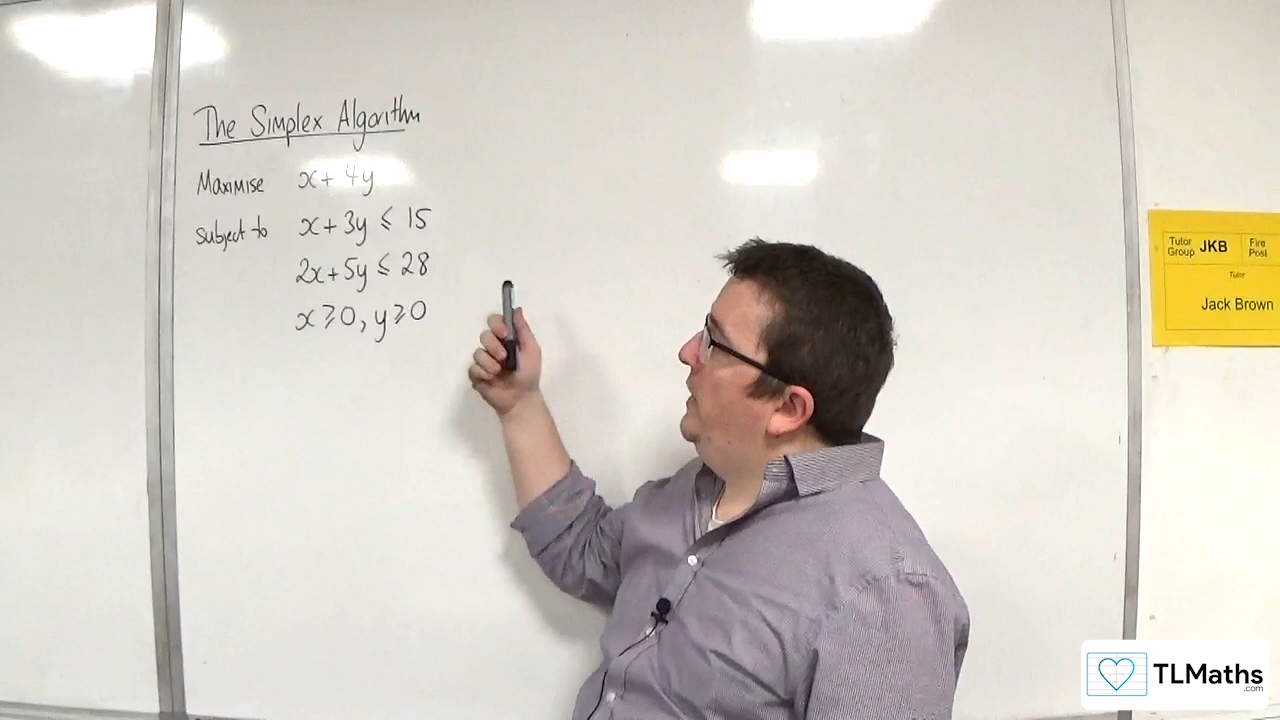 The Simplex Algorithm
Maximise x + 4y
subject to x + 3y ⩽ 15
2x + 5y ⩽ 28
x ⩾ 0, y ⩾ 0
Tutor Group JKB Fire Post
Tutor
Jack Brown
TLMaths
.com